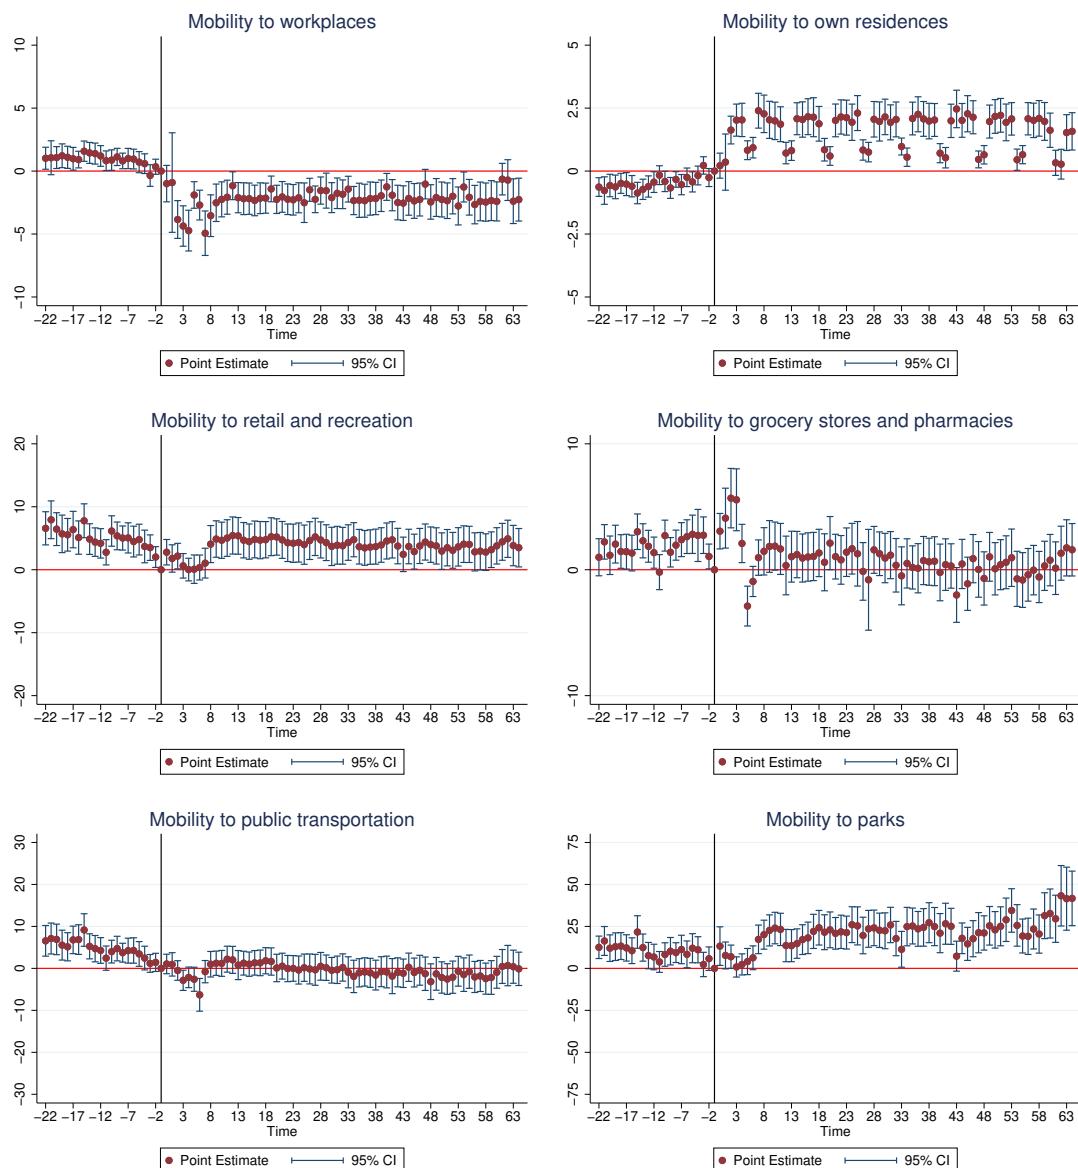 Mobility to workplaces
10
5
0
−5
−10
−22 −17 −12 −7 −2 3 8 13 18 23 28 33 38 43 48 53 58 63
Time
Point Estimate 95% CI
Mobility to own residences
5
2.5
0
−2.5
−5
−22 −17 −12 −7 −2 3 8 13 18 23 28 33 38 43 48 53 58 63
Time
Point Estimate 95% CI
Mobility to retail and recreation
20
10
0
−10
−20
−22 −17 −12 −7 −2 3 8 13 18 23 28 33 38 43 48 53 58 63
Time
Point Estimate 95% CI
Mobility to grocery stores and pharmacies
10
0
−10
−22 −17 −12 −7 −2 3 8 13 18 23 28 33 38 43 48 53 58 63
Time
Point Estimate 95% CI
Mobility to public transportation
30
20
10
0
−10
−20
−30
−22 −17 −12 −7 −2 3 8 13 18 23 28 33 38 43 48 53 58 63
Time
Point Estimate 95% CI
Mobility to parks
75
50
25
0
−25
−50
−75
−22 −17 −12 −7 −2 3 8 13 18 23 28 33 38 43 48 53 58 63
Time
Point Estimate 95% CI